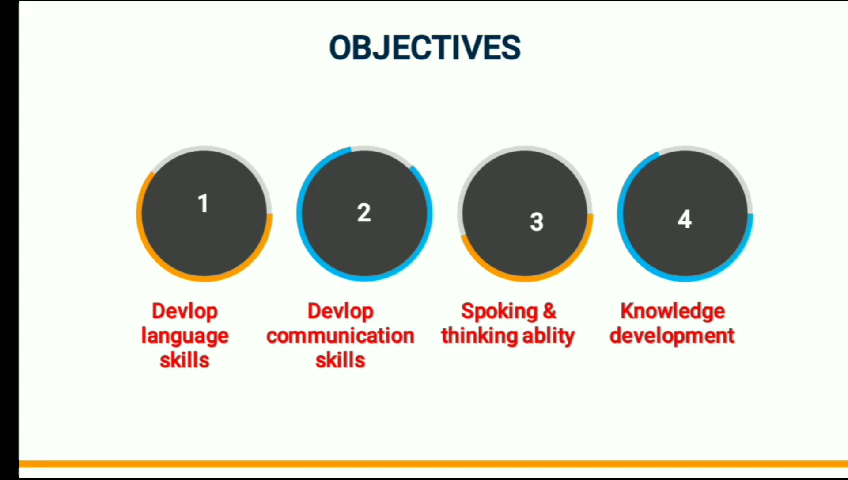 OBJECTIVES
1
2
3
4
Devlop
language
skills
Devlop
communication
skills
Spoking &
thinking ablity
Knowledge
development